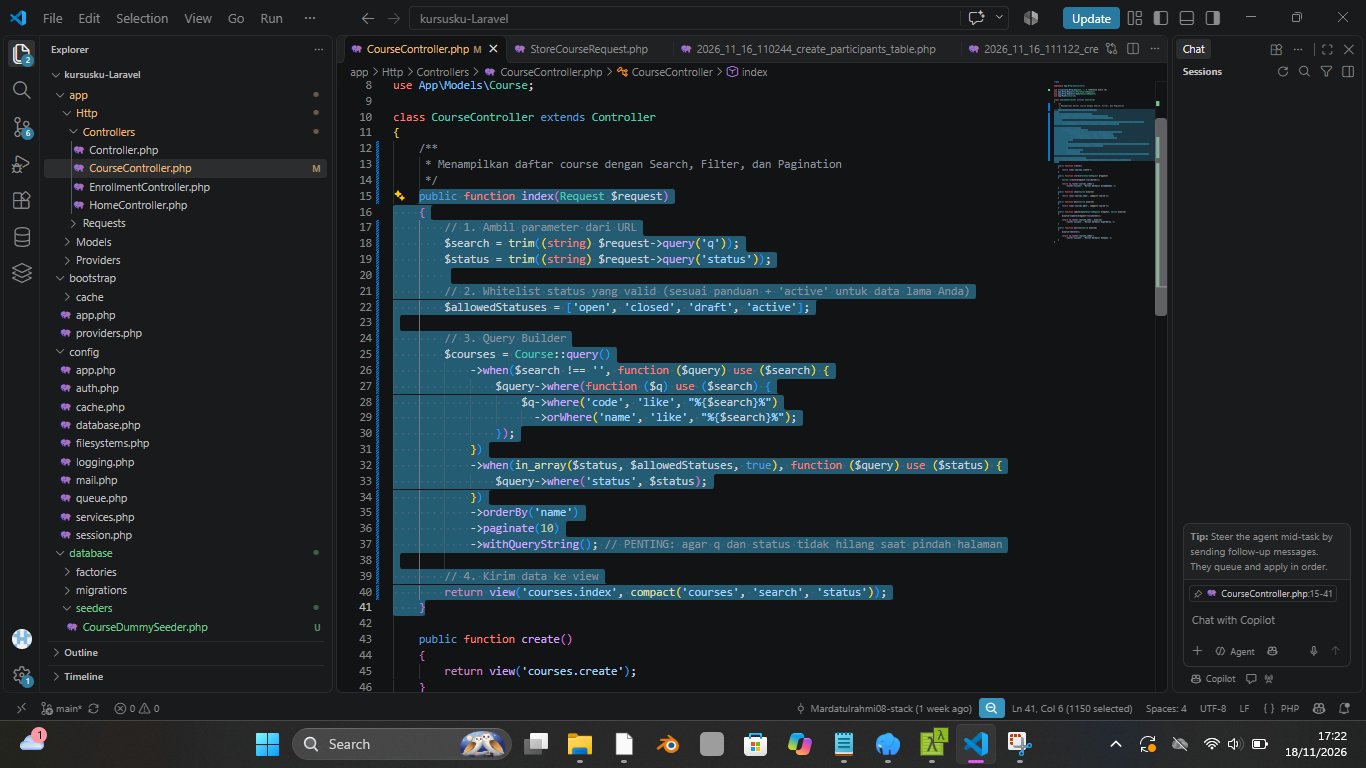 File Edit Selection View Go Run ··· kursusku-Laravel Update
Explorer ···
CourseController.php M StoreCourseRequest.php 2026_11_16_110244_create_participants_table.php 2026_11_16_111122_cre ···
Chat ···
Sessions
app > Http > Controllers > CourseController.php > CourseController > index
kursusku-Laravel
app
Http
Controllers
Controller.php
CourseController.php M
EnrollmentController.php
HomeController.php
Requests
Models
Providers
bootstrap
cache
app.php
providers.php
config
app.php
auth.php
cache.php
database.php
filesystems.php
logging.php
mail.php
queue.php
services.php
session.php
database
factories
migrations
seeders
CourseDummySeeder.php U
Outline
Timeline
2
6
1
8 use App\Models\Course;
9
10 class CourseController extends Controller
11 {
12 /**
13 * Menampilkan daftar course dengan Search, Filter, dan Pagination
14 */
15 public function index(Request $request)
16 {
17 // 1. Ambil parameter dari URL
18 $search = trim((string) $request->query('q'));
19 $status = trim((string) $request->query('status'));
20
21 // 2. Whitelist status yang valid (sesuai panduan + 'active' untuk data lama Anda)
22 $allowedStatuses = ['open', 'closed', 'draft', 'active'];
23
24 // 3. Query Builder
25 $courses = Course::query()
26 ->when($search !== '', function ($query) use ($search) {
27 $query->where(function ($q) use ($search) {
28 $q->where('code', 'like', "%{$search}%")
29 ->orWhere('name', 'like', "%{$search}%");
30 });
31 })
32 ->when(in_array($status, $allowedStatuses, true), function ($query) use ($status) {
33 $query->where('status', $status);
34 })
35 ->orderBy('name')
36 ->paginate(10)
37 ->withQueryString(); // PENTING: agar q dan status tidak hilang saat pindah halaman
38
39 // 4. Kirim data ke view
40 return view('courses.index', compact('courses', 'search', 'status'));
41 }
42
43 public function create()
44 {
45 return view('courses.create');
46 }
Tip: Steer the agent mid-task by
sending follow-up messages.
They queue and apply in order.
CourseController.php:15-41
Chat with Copilot
Agent
Copilot
main* 0 0 Mardatulrahmi08-stack (1 week ago) Ln 41, Col 6 (1150 selected) Spaces: 4 UTF-8 LF { } PHP
1
Search
17:22
18/11/2026